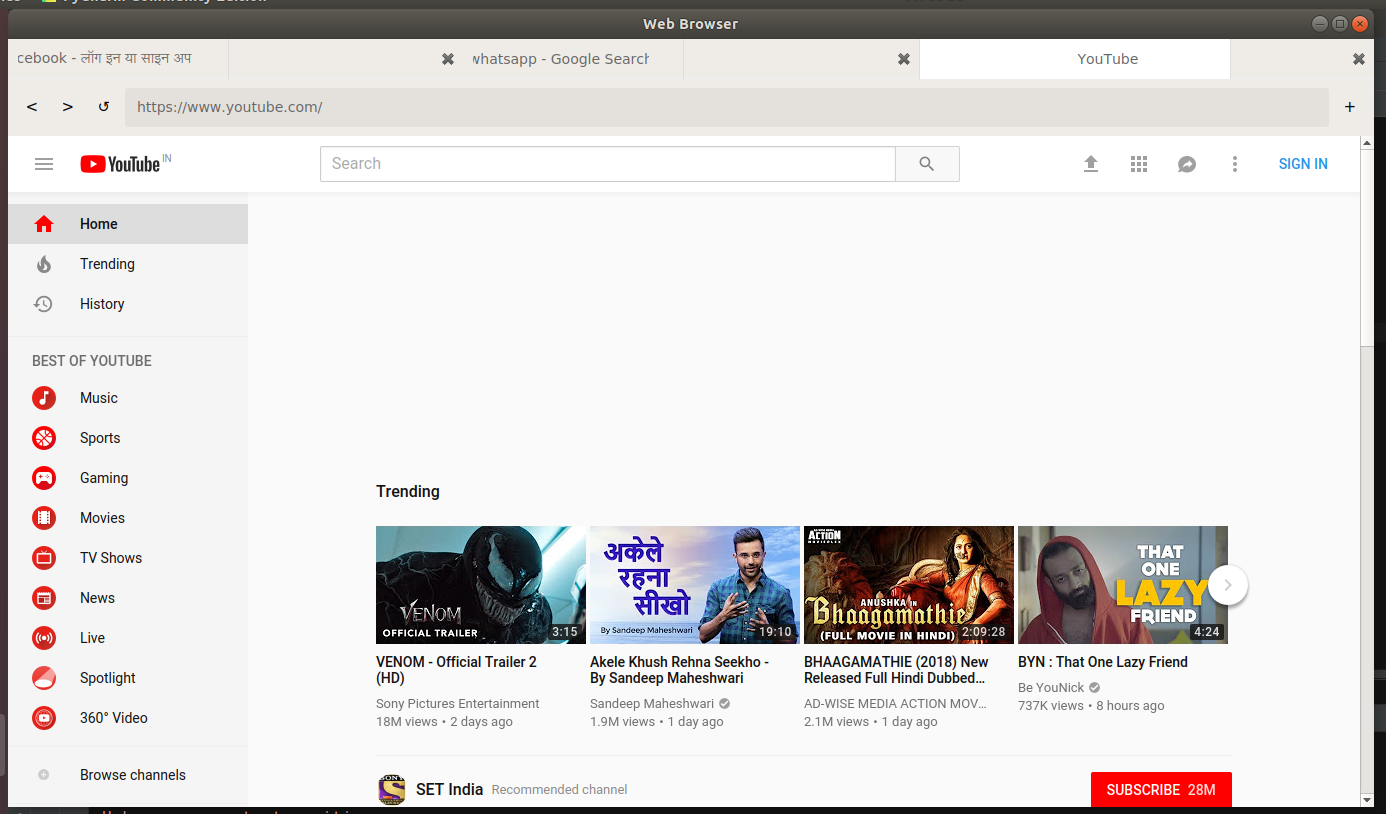 PyCharm Community Edition
Web Browser
cebook - लॉग इन या साइन अप
whatsapp - Google Search
YouTube
https://www.youtube.com/
YouTube IN
Search
SIGN IN
Home
Trending
History
BEST OF YOUTUBE
Music
Sports
Gaming
Movies
TV Shows
News
Live
Spotlight
360° Video
Browse channels
Trending
VENOM
OFFICIAL TRAILER
3:15
अकेले
रहना
सीखो
By Sandeep Maheshwari
19:10
ACTION
ANUSHKA IN
Bhaagamathie
(FULL MOVIE IN HINDI)
2:09:28
THAT
ONE
LAZY
FRIEND
4:24
VENOM - Official Trailer 2
(HD)
Sony Pictures Entertainment
18M views • 2 days ago
Akele Khush Rehna Seekho -
By Sandeep Maheshwari
Sandeep Maheshwari
1.9M views • 1 day ago
BHAAGAMATHIE (2018) New
Released Full Hindi Dubbed…
AD-WISE MEDIA ACTION MOV…
2.1M views • 1 day ago
BYN : That One Lazy Friend
Be YouNick
737K views • 8 hours ago
SONY
SET India
Recommended channel
SUBSCRIBE 28M